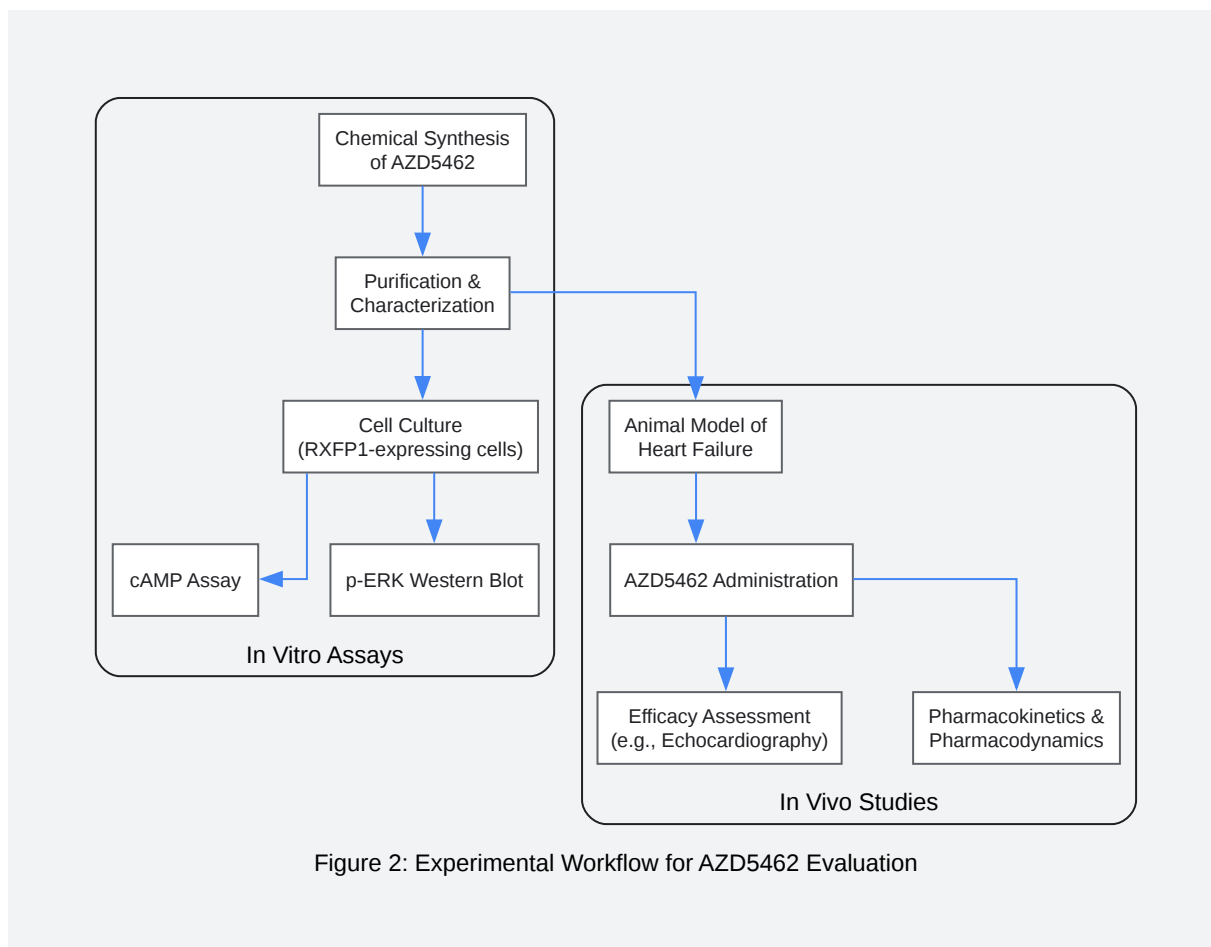 Chemical Synthesis
of AZD5462
Purification &
Characterization
Cell Culture
(RXFP1-expressing cells)
cAMP Assay
p-ERK Western Blot
In Vitro Assays
Animal Model of
Heart Failure
AZD5462 Administration
Efficacy Assessment
(e.g., Echocardiography)
Pharmacokinetics &
Pharmacodynamics
In Vivo Studies
Figure 2: Experimental Workflow for AZD5462 Evaluation